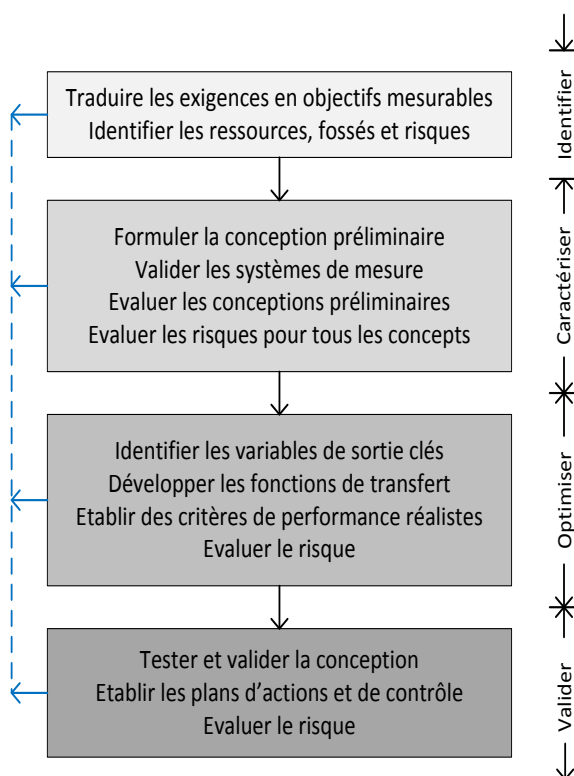 Traduire les exigences en objectifs mesurables
Identifier les ressources, fossés et risques
Identifier
Formuler la conception préliminaire
Valider les systèmes de mesure
Evaluer les conceptions préliminaires
Evaluer les risques pour tous les concepts
Caractériser
Identifier les variables de sortie clés
Développer les fonctions de transfert
Etablir des critères de performance réalistes
Evaluer le risque
Optimiser
Tester et valider la conception
Etablir les plans d’actions et de contrôle
Evaluer le risque
Valider